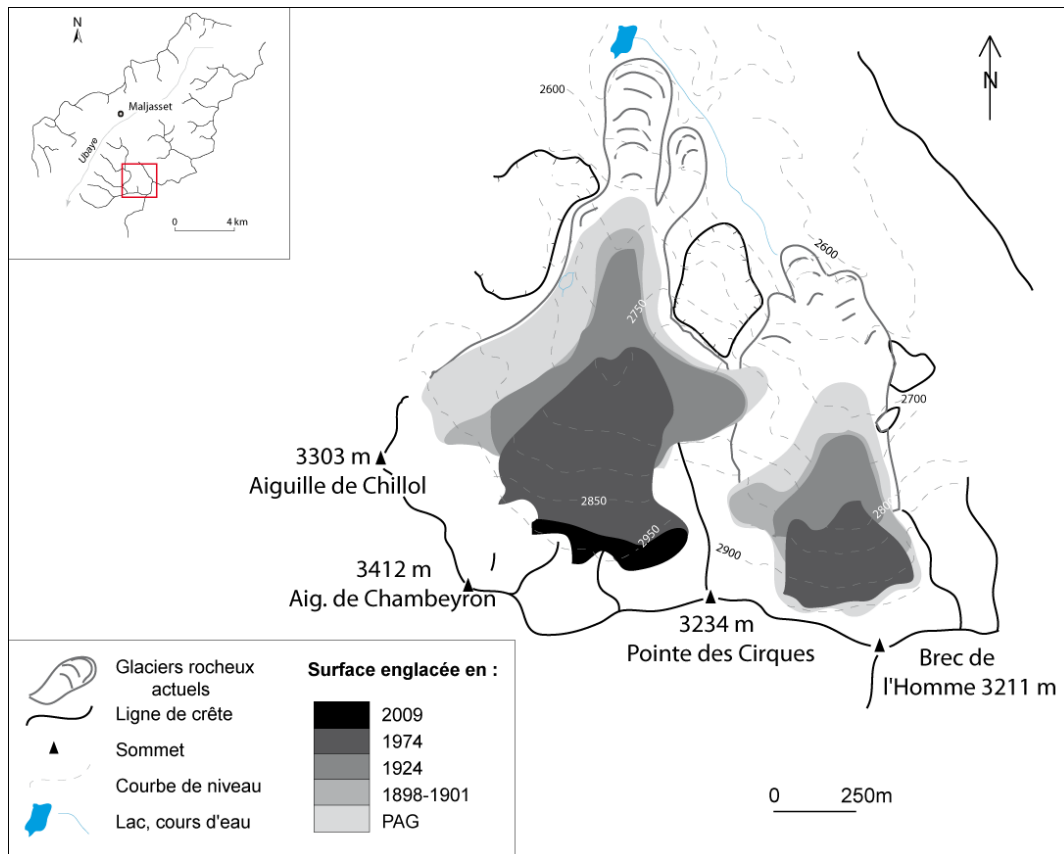 N
Maljasset
Ubaye
0 4 km
N
2600
2600
2750
2700
3303 m
Aiguille de Chillol
2850
2800
2950
2900
3412 m
Aig. de Chambeyron
3234 m
Pointe des Cirques
Brec de
l'Homme 3211 m
Glaciers rocheux
actuels
Ligne de crête
Sommet
Courbe de niveau
Lac, cours d'eau
Surface englacée en :
2009
1974
1924
1898-1901
PAG
0 250m